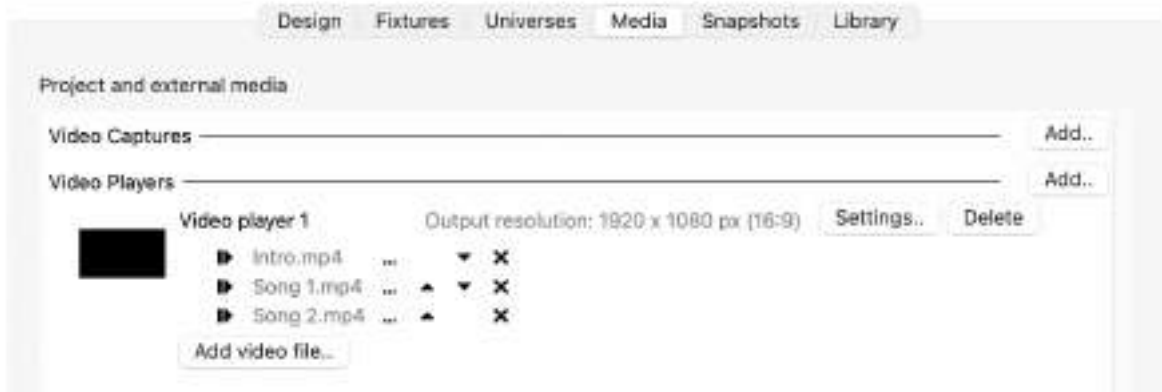 Design Fixtures Universes Media Snapshots Library
Project and external media
Video Captures Add..
Video Players Add..
Video player 1 Output resolution: 1920 x 1080 px (16:9) Settings.. Delete
Intro.mp4 ...
Song 1.mp4 ...
Song 2.mp4 ...
Add video file..